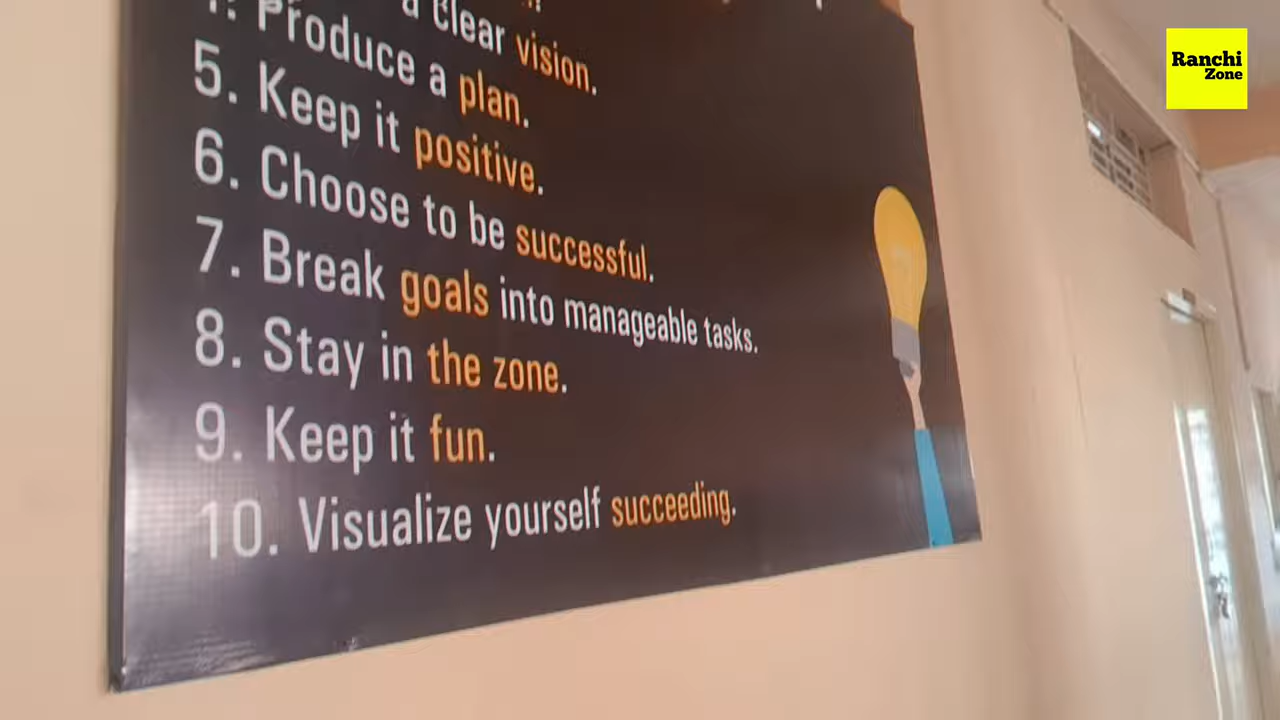 a clear vision.
Produce a plan.
5. Keep it positive.
6. Choose to be successful.
7. Break goals into manageable tasks.
8. Stay in the zone.
9. Keep it fun.
10. Visualize yourself succeeding.
Ranchi
Zone